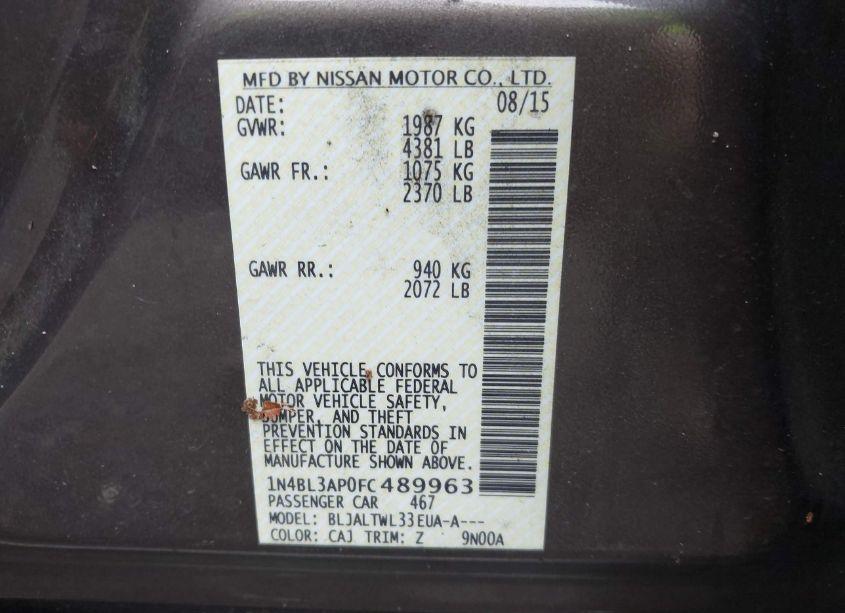 MFD BY NISSAN MOTOR CO., LTD.
DATE: 08/15
GVWR: 1987 KG
4381 LB
GAWR FR.: 1075 KG
2370 LB
GAWR RR.: 940 KG
2072 LB
THIS VEHICLE CONFORMS TO
ALL APPLICABLE FEDERAL
MOTOR VEHICLE SAFETY,
BUMPER, AND THEFT
PREVENTION STANDARDS IN
EFFECT ON THE DATE OF
MANUFACTURE SHOWN ABOVE.
1N4BL3AP0FC489963
PASSENGER CAR 467
MODEL: BLJALTWL33EUA-A---
COLOR: CAJ TRIM: Z 9N00A